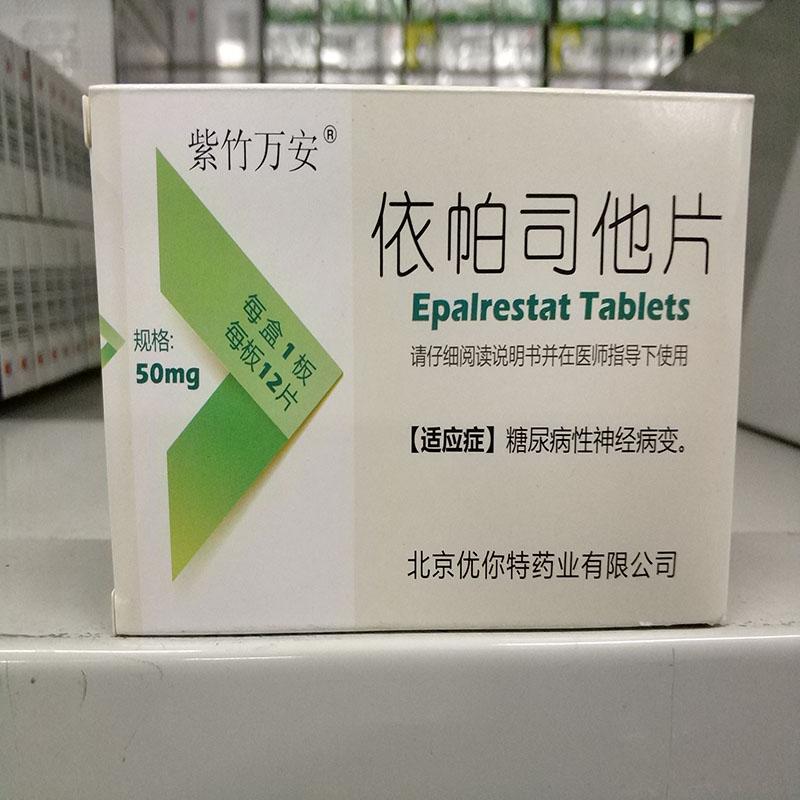 紫竹万安®
依帕司他片
Epalrestat Tablets
请仔细阅读说明书并在医师指导下使用
每盒1板
每板12片
规格:
50mg
【适应症】糖尿病性神经病变。
北京优你特药业有限公司